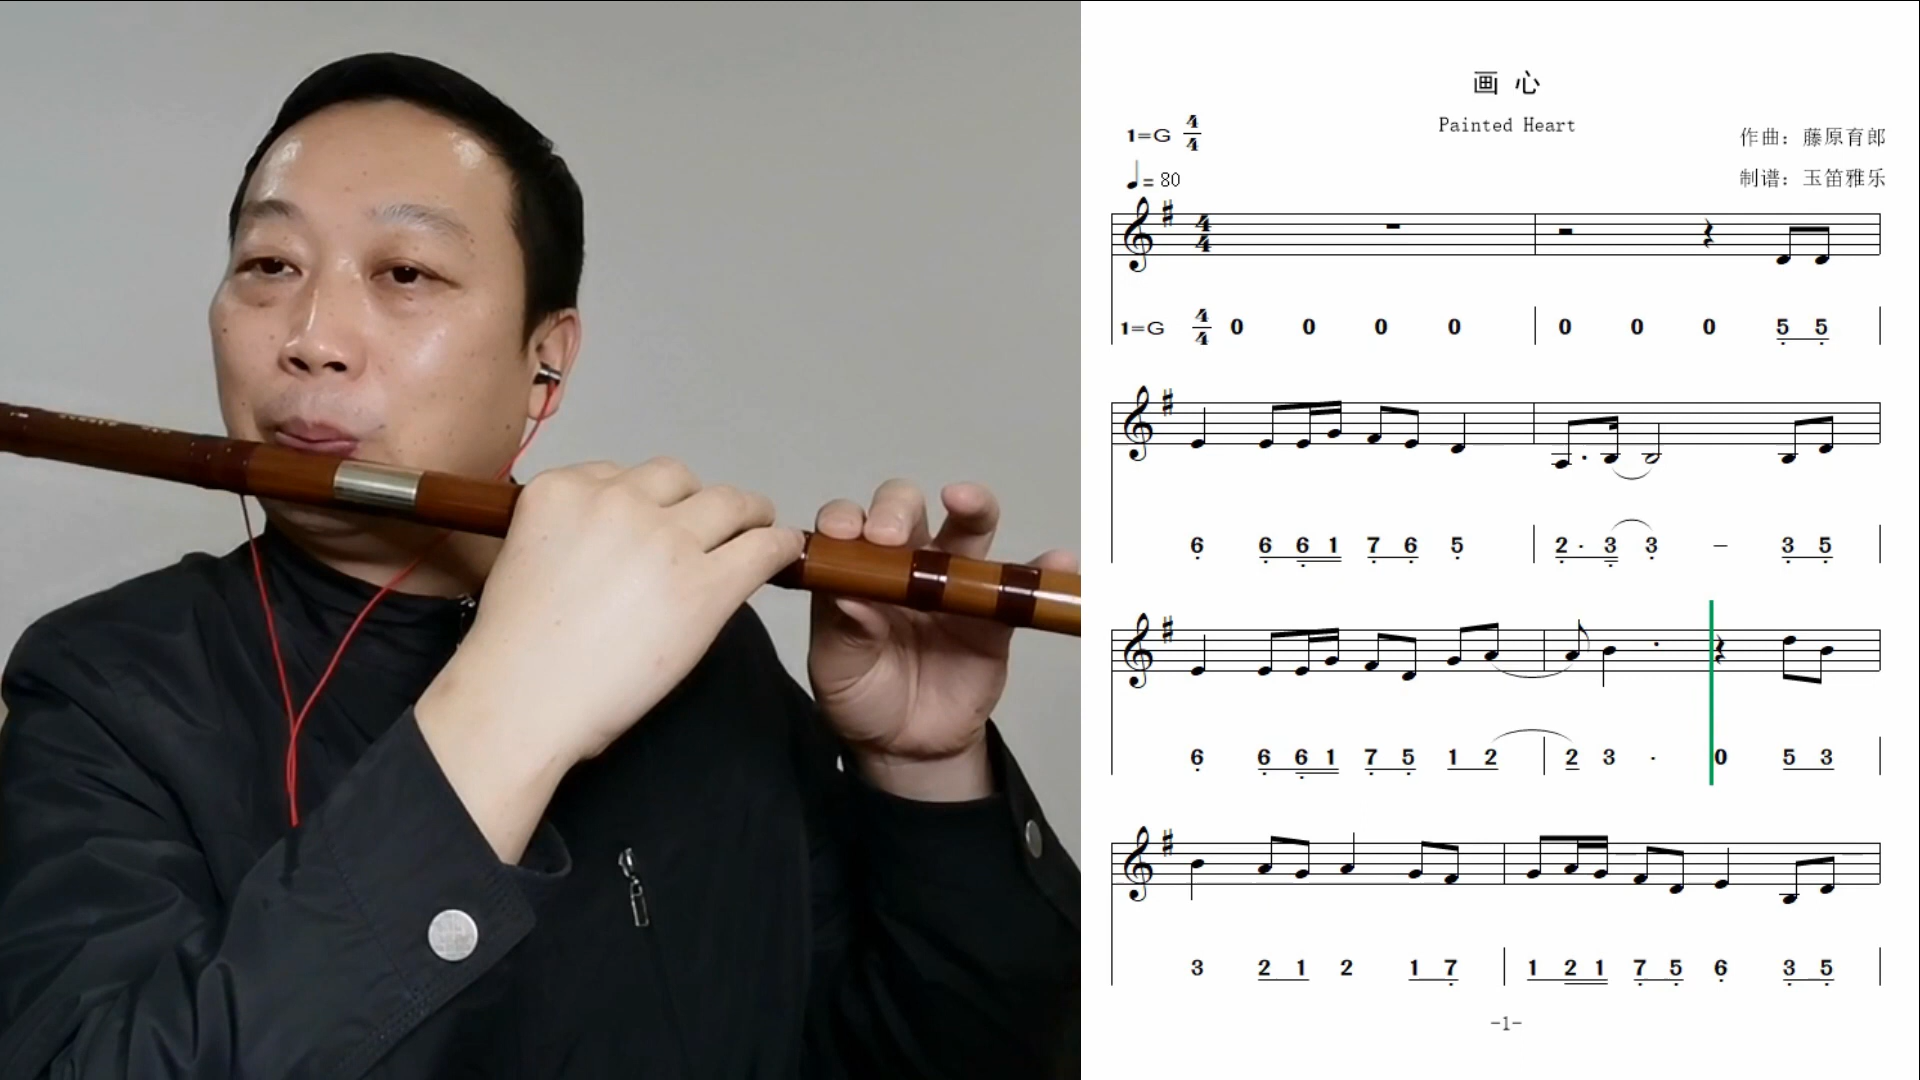 画 心
Painted Heart
1=G 4/4
作曲：藤原育郎
♩= 80
制谱：玉笛雅乐
1=G 4/4 0 0 0 0 | 0 0 0 5 5 |
6 6 6 1 7 6 5 | 2 · 3 3 － 3 5 |
6 6 6 1 7 5 1 2 | 2 3 · 0 5 3 |
3 2 1 2 1 7 | 1 2 1 7 5 6 3 5 |
-1-